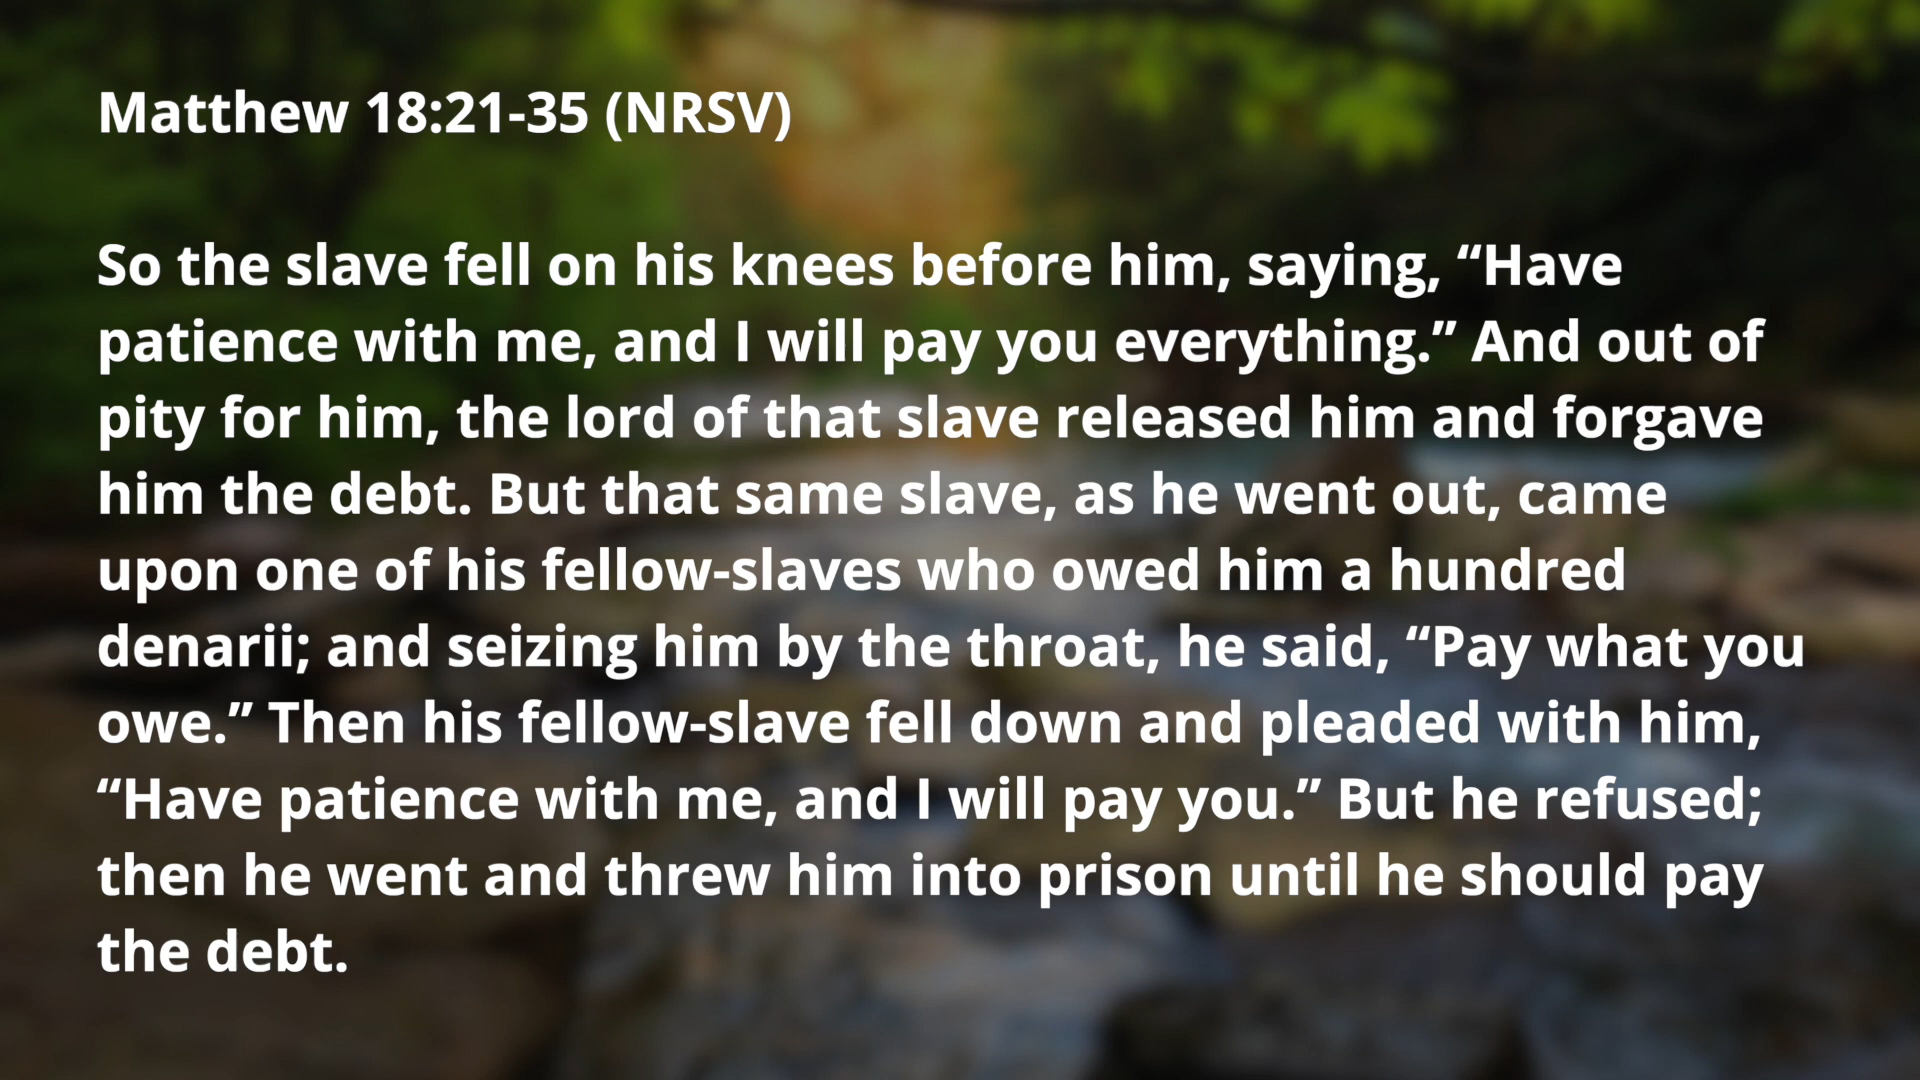 Matthew 18:21-35 (NRSV)
So the slave fell on his knees before him, saying, “Have
patience with me, and I will pay you everything.” And out of
pity for him, the lord of that slave released him and forgave
him the debt. But that same slave, as he went out, came
upon one of his fellow-slaves who owed him a hundred
denarii; and seizing him by the throat, he said, “Pay what you
owe.” Then his fellow-slave fell down and pleaded with him,
“Have patience with me, and I will pay you.” But he refused;
then he went and threw him into prison until he should pay
the debt.